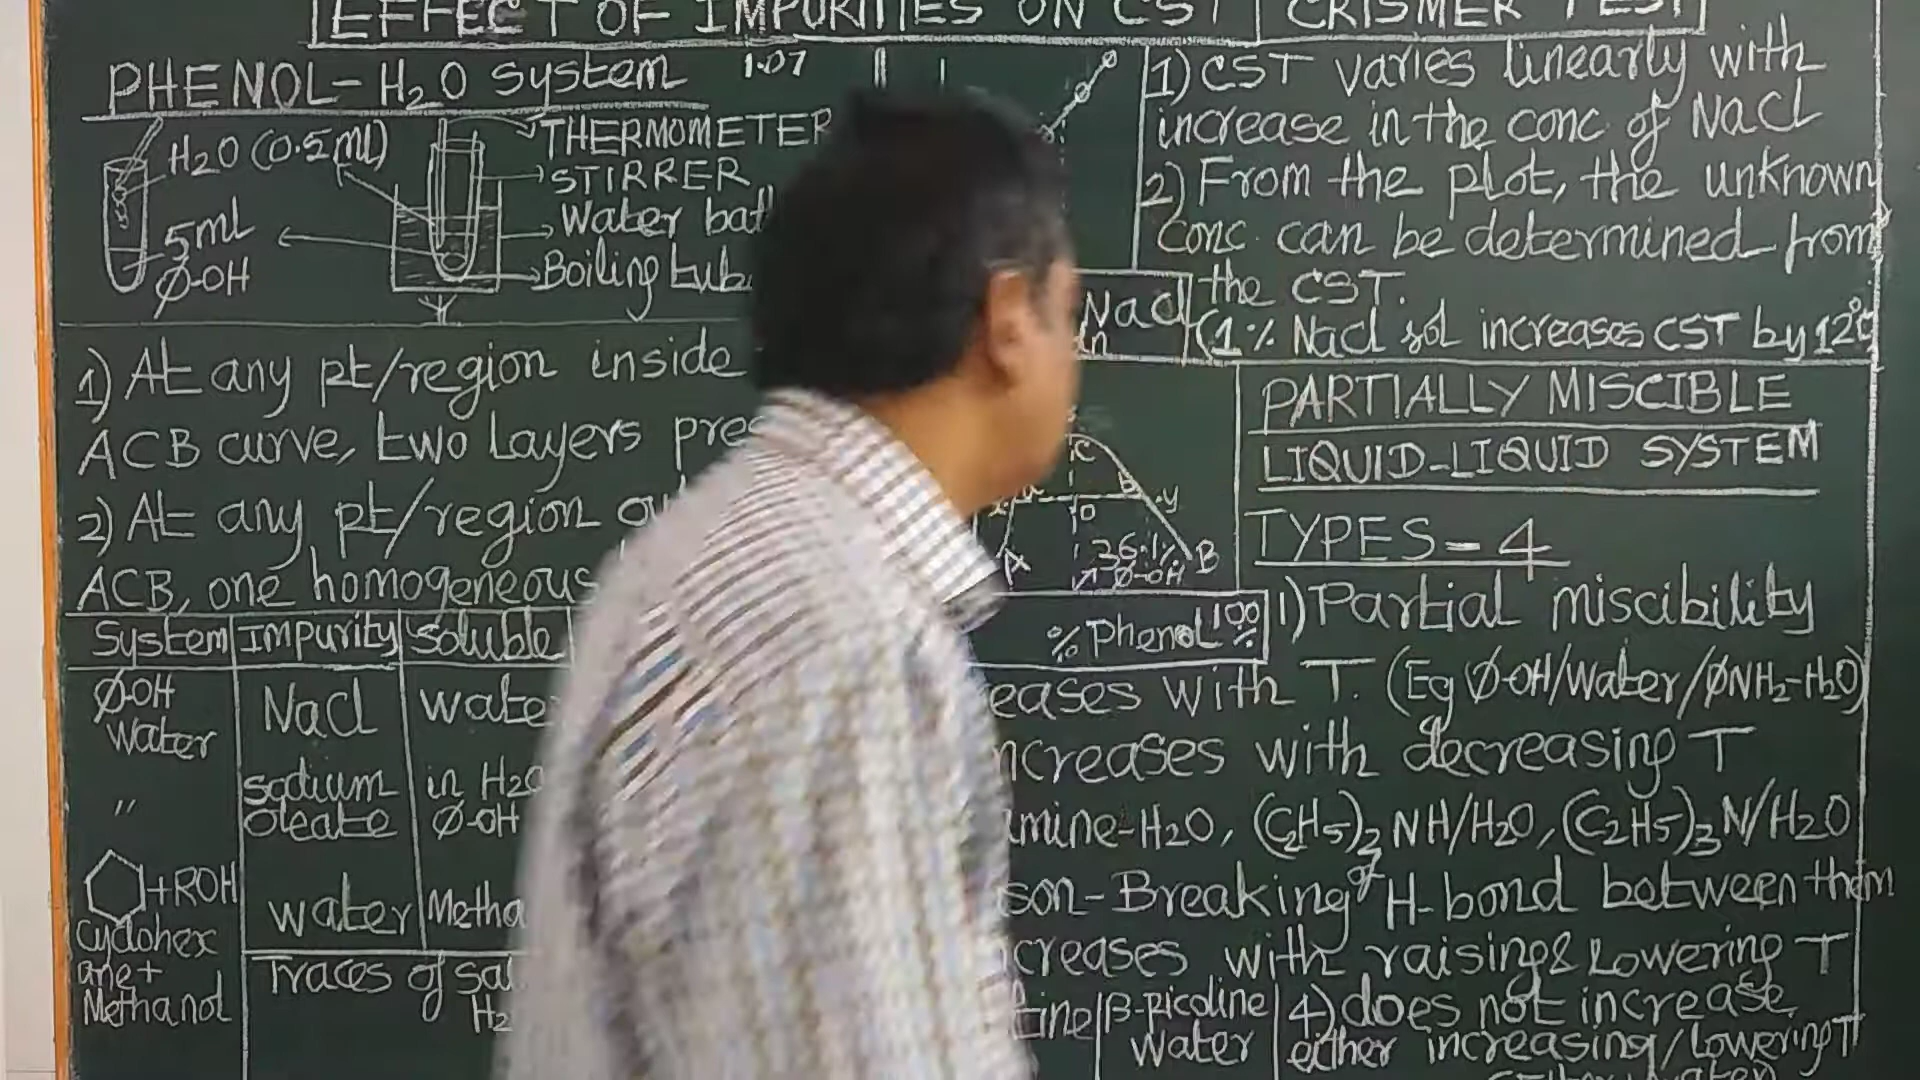 EFFECT OF IMPURITIES ON CST CRISMER TEST
PHENOL-H2O System
1.07
H2O (0.5ml)
5ml
Ø-OH
THERMOMETER
STIRRER
Water bat
Boiling tub
1) CST varies linearly with
increase in the conc. of NaCl
2) From the plot, the unknown
Conc. can be determined from
the CST.
(1% NaCl sol increases CST by 12°C
NaCl
1) At any pt/region inside
ACB curve, two Layers pre
2) At any pt/region ou
ACB, one homogeneous
C
b y
x
O
A 36.1% B
Ø-OH
% Phenol 100%
System Impurity Soluble
Ø-OH
Water NaCl wate
" sodium oleate in H2O
Ø-OH
+ROH
Cyclohex
ane+
Methanol
water Metha
Traces of sal
H2
PARTIALLY MISCIBLE
LIQUID-LIQUID SYSTEM
TYPES=4
1) Partial miscibility
eases with T. (Eg Ø-OH/Water/ØNH2-H2O)
ncreases with decreasing T
mine-H2O, (C2H5)2NH/H2O, (C2H5)3N/H2O
son-Breaking of H-bond between them
creases with raising & Lowering T
tine β-picoline
Water
4) does not increase
either increasing/Lowering T